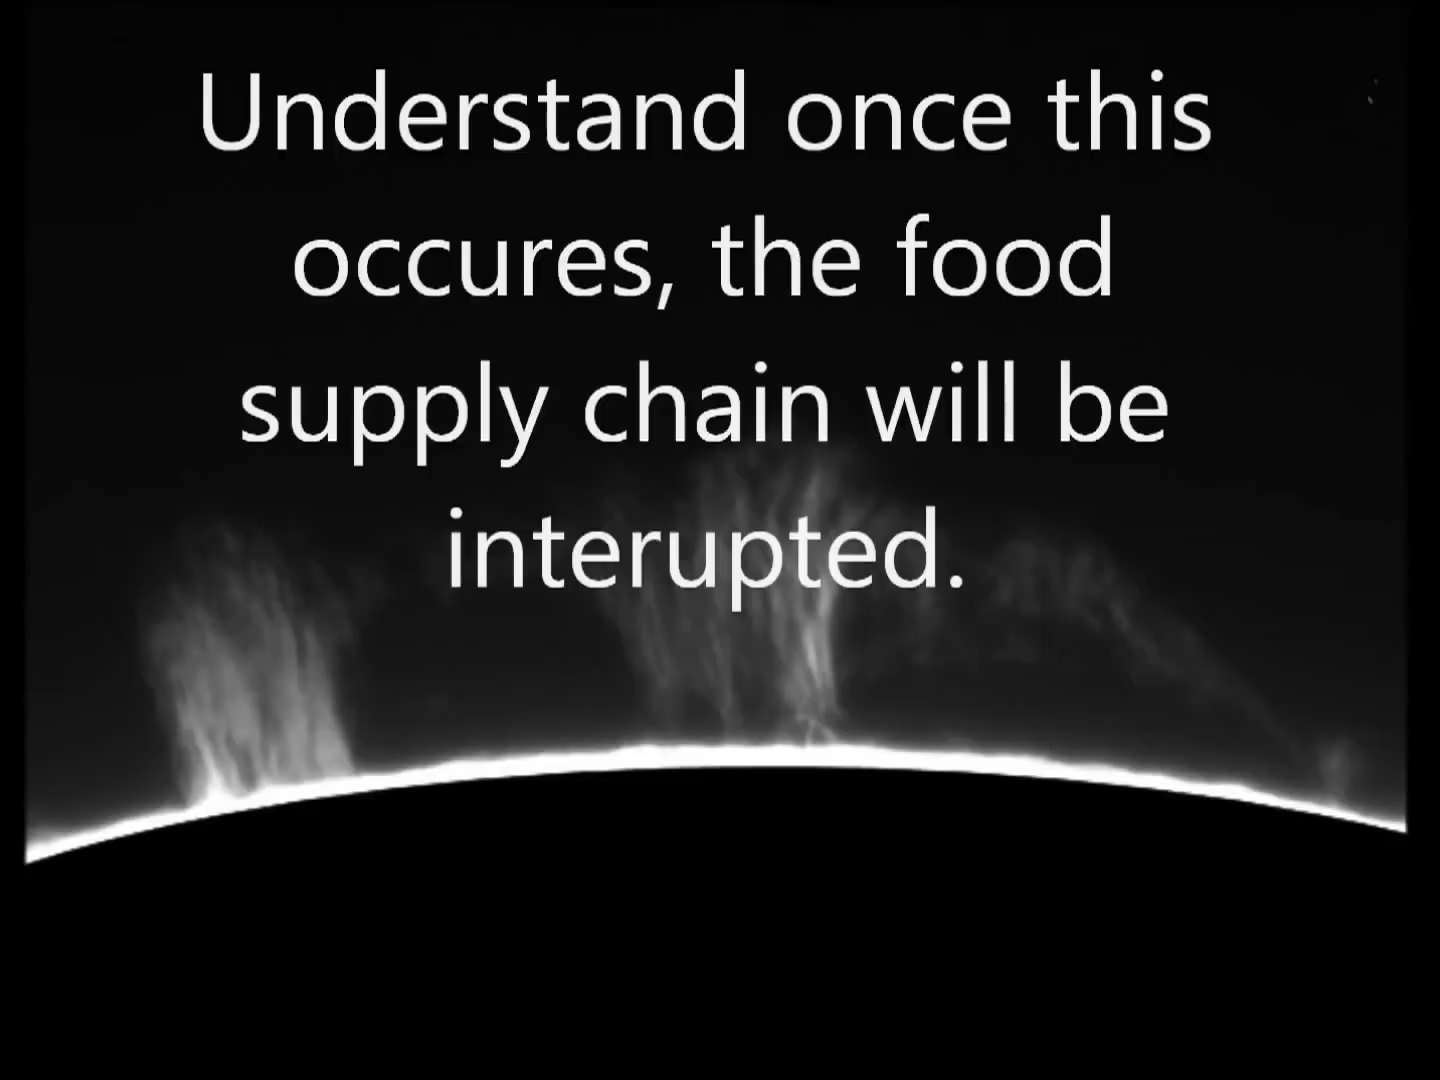 Understand once this
occures, the food
supply chain will be
interupted.